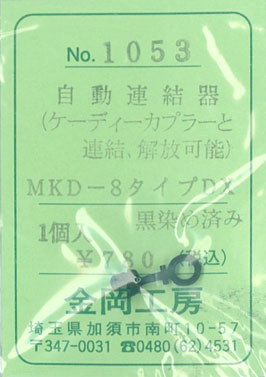 No. 1053
自動連結器
(ケーディーカプラーと
連結、解放可能)
MKD-8タイプDX
1個入 黒染め済み
¥780 (税込)
金岡工房
埼玉県加須市南町10-57
〒347-0031 ☎0480(62)4531